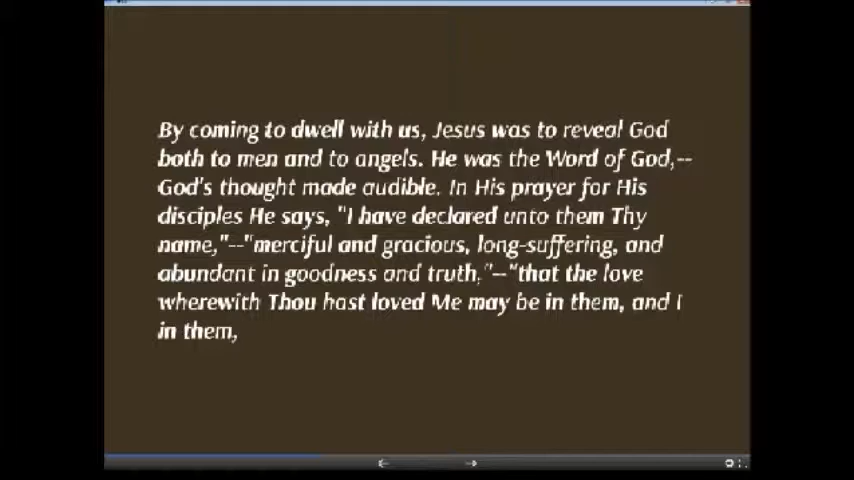 By coming to dwell with us, Jesus was to reveal God
both to men and to angels. He was the Word of God,--
God's thought made audible. In His prayer for His
disciples He says, "I have declared unto them Thy
name,"--"merciful and gracious, long-suffering, and
abundant in goodness and truth,"--"that the love
wherewith Thou hast loved Me may be in them, and I
in them,